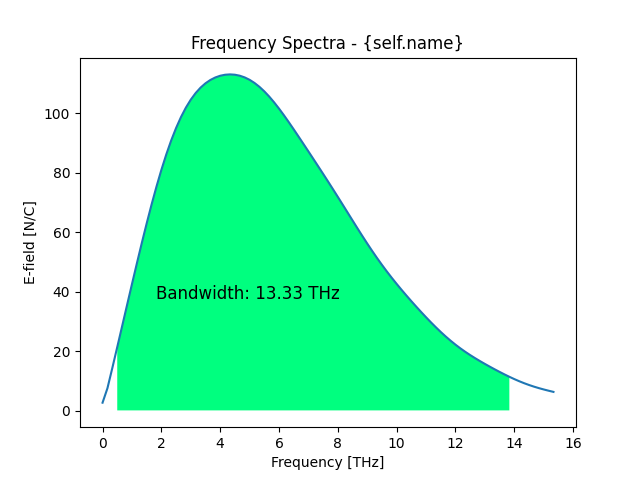 Frequency Spectra - {self.name}
E-field [N/C]
100
80
60
40
20
0
Bandwidth: 13.33 THz
0 2 4 6 8 10 12 14 16
Frequency [THz]